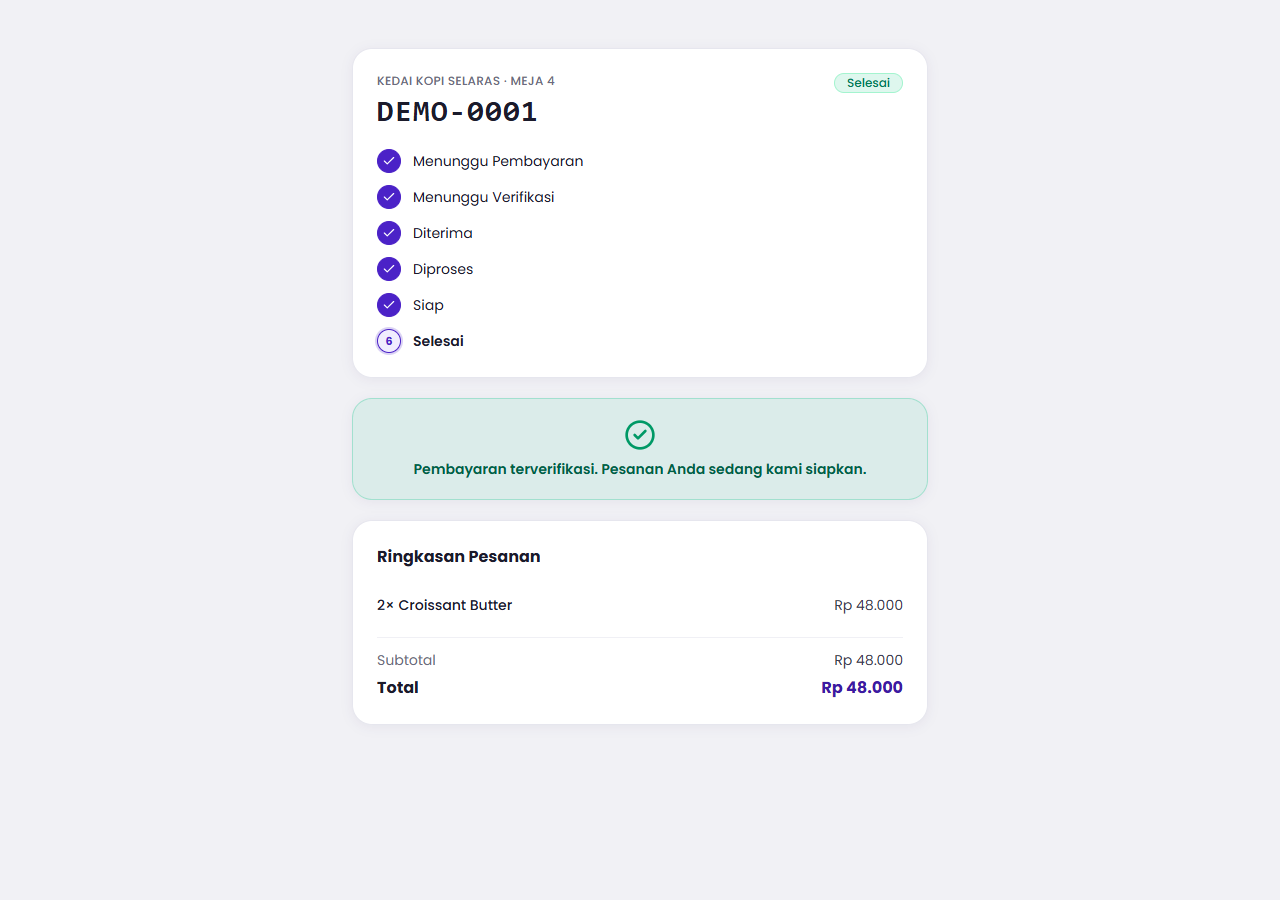 KEDAI KOPI SELARAS · MEJA 4
Selesai
DEMO-0001
Menunggu Pembayaran
Menunggu Verifikasi
Diterima
Diproses
Siap
6 Selesai
Pembayaran terverifikasi. Pesanan Anda sedang kami siapkan.
Ringkasan Pesanan
2× Croissant Butter Rp 48.000
Subtotal Rp 48.000
Total Rp 48.000